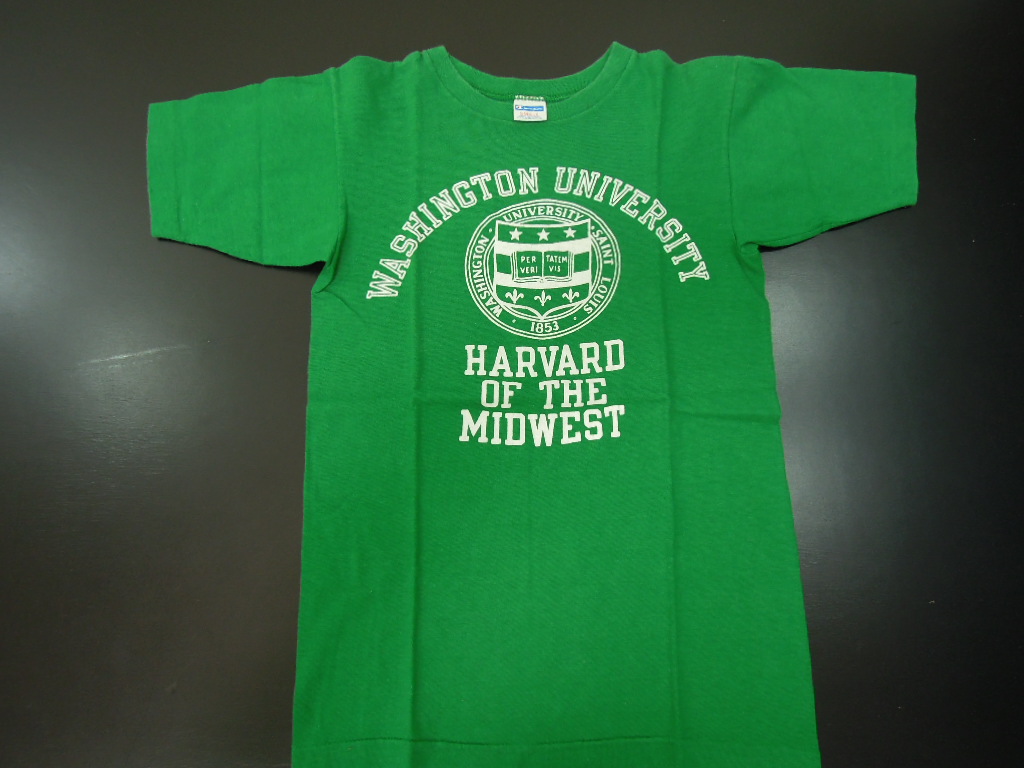 WASHINGTON UNIVERSITY
WASHINGTON · UNIVERSITY · SAINT LOUIS ·
PER TATEM
VERI VIS
1853
HARVARD
OF THE
MIDWEST